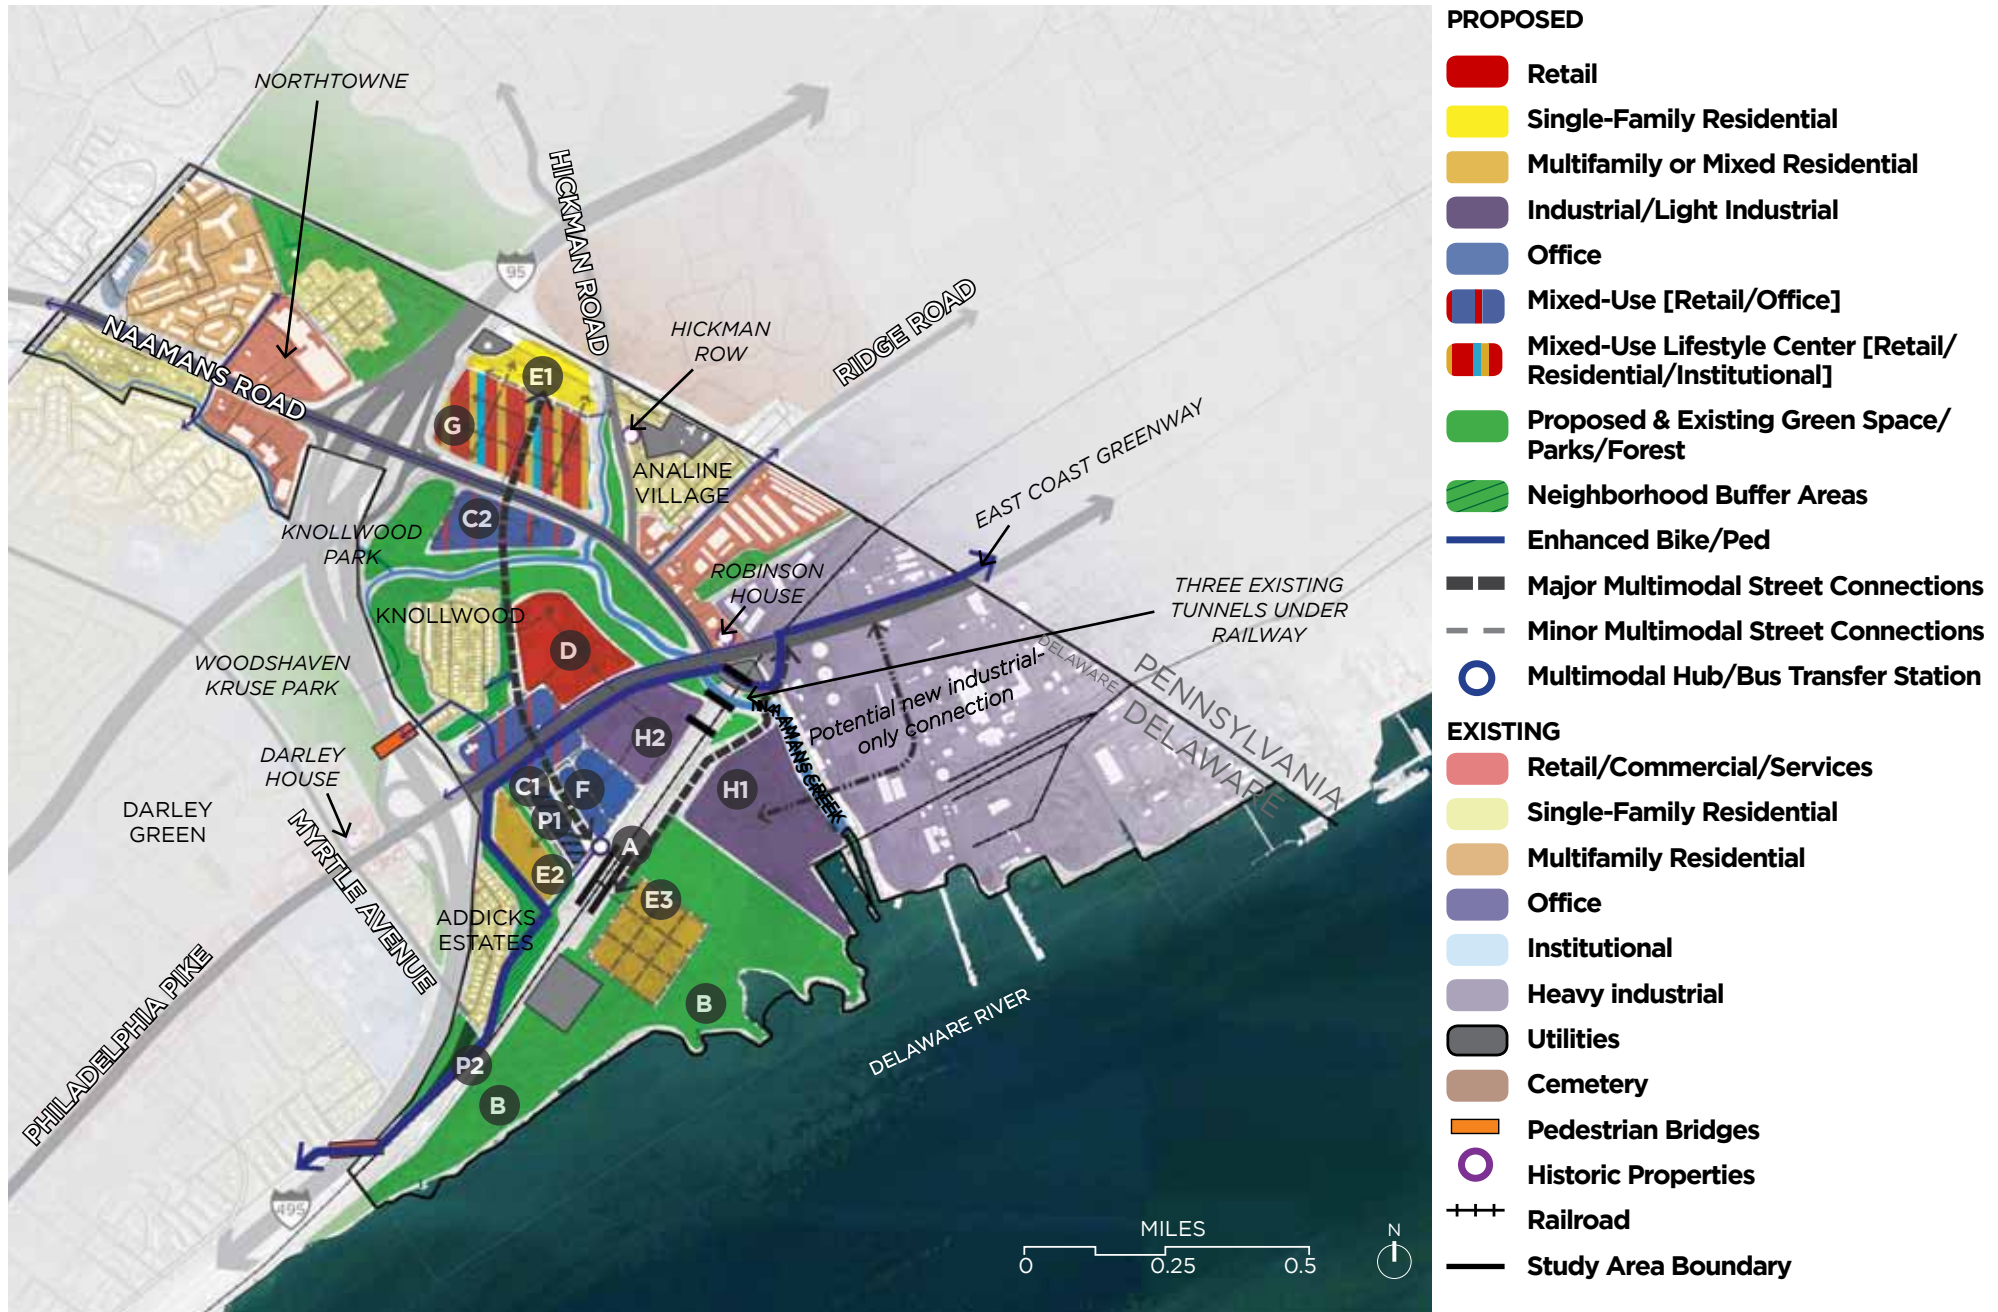 NORTHTOWNE
95
HICKMAN ROAD
HICKMAN
ROW
RIDGE ROAD
NAAMANS ROAD
E1
G
ANALINE
VILLAGE
EAST COAST GREENWAY
C2
KNOLLWOOD
PARK
ROBINSON
HOUSE
THREE EXISTING
TUNNELS UNDER
RAILWAY
KNOLLWOOD
D
WOODSHAVEN
KRUSE PARK
DELAWARE
PENNSYLVANIA
DELAWARE
Potential new industrial-
only connection
NAAMANS CREEK
H2
DARLEY
HOUSE
C1
F
H1
DARLEY
GREEN
P1
A
MYRTLE AVENUE
E2
E3
ADDICKS
ESTATES
B
PHILADELPHIA PIKE
DELAWARE RIVER
P2
B
495
MILES
0 0.25 0.5
N
PROPOSED
Retail
Single-Family Residential
Multifamily or Mixed Residential
Industrial/Light Industrial
Office
Mixed-Use [Retail/Office]
Mixed-Use Lifestyle Center [Retail/
Residential/Institutional]
Proposed & Existing Green Space/
Parks/Forest
Neighborhood Buffer Areas
Enhanced Bike/Ped
Major Multimodal Street Connections
Minor Multimodal Street Connections
Multimodal Hub/Bus Transfer Station
EXISTING
Retail/Commercial/Services
Single-Family Residential
Multifamily Residential
Office
Institutional
Heavy industrial
Utilities
Cemetery
Pedestrian Bridges
Historic Properties
Railroad
Study Area Boundary